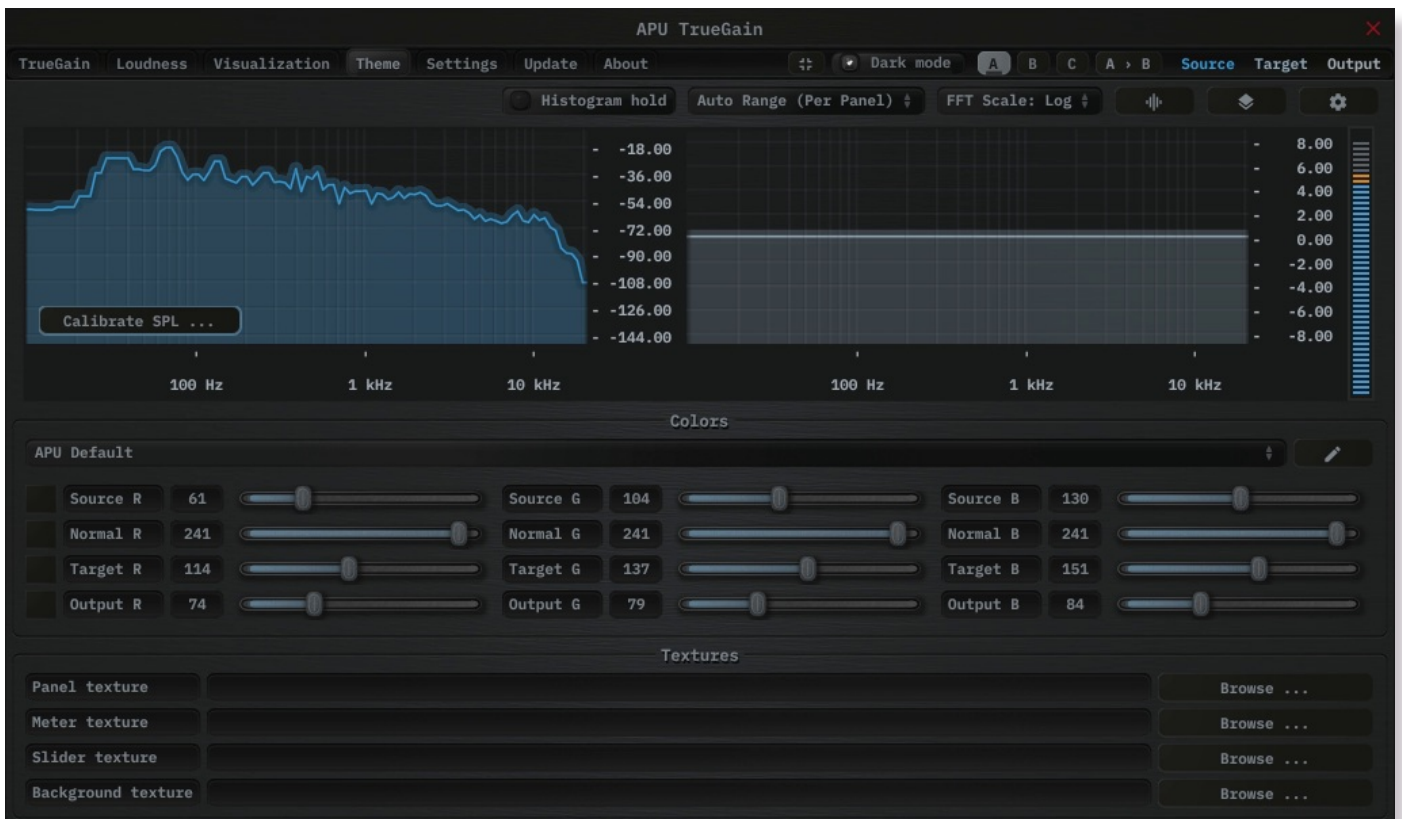 APU TrueGain
TrueGain Loudness Visualization Theme Settings Update About Dark mode A B C A › B Source Target Output
Histogram hold Auto Range (Per Panel) FFT Scale: Log
- -18.00
- -36.00
- -54.00
- -72.00
- -90.00
- -108.00
- -126.00
- -144.00
Calibrate SPL ...
100 Hz 1 kHz 10 kHz
- 8.00
- 6.00
- 4.00
- 2.00
- 0.00
- -2.00
- -4.00
- -6.00
- -8.00
100 Hz 1 kHz 10 kHz
Colors
APU Default
Source R 61 Source G 104 Source B 130
Normal R 241 Normal G 241 Normal B 241
Target R 114 Target G 137 Target B 151
Output R 74 Output G 79 Output B 84
Textures
Panel texture Browse ...
Meter texture Browse ...
Slider texture Browse ...
Background texture Browse ...